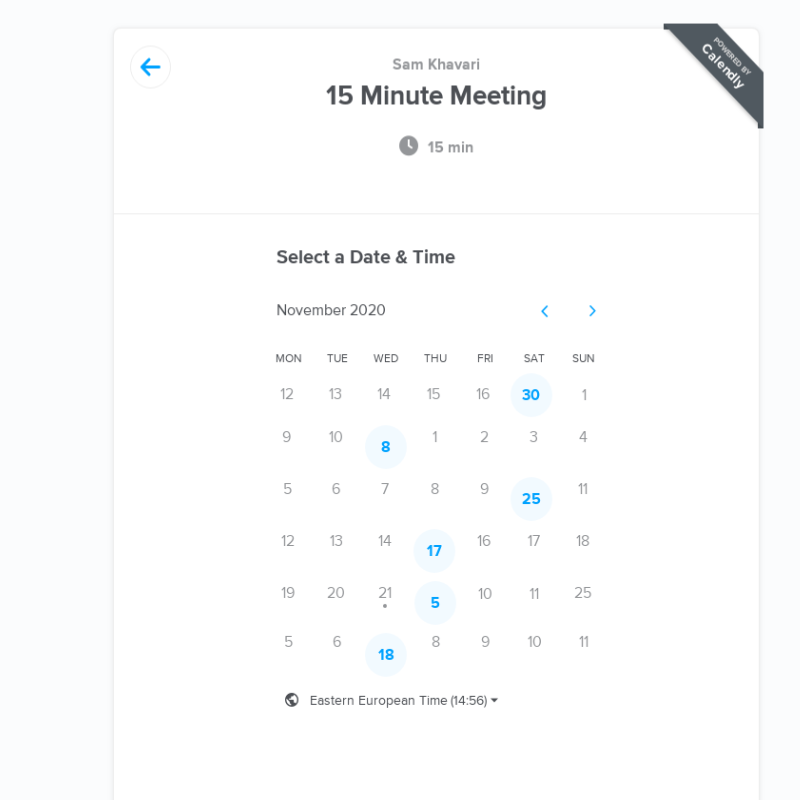 POWERED BY
Calendly
Sam Khavari
15 Minute Meeting
15 min
Select a Date & Time
November 2020
MON TUE WED THU FRI SAT SUN
12 13 14 15 16 30 1
9 10 8 1 2 3 4
5 6 7 8 9 25 11
12 13 14 17 16 17 18
19 20 21 5 10 11 25
5 6 18 8 9 10 11
Eastern European Time (14:56)